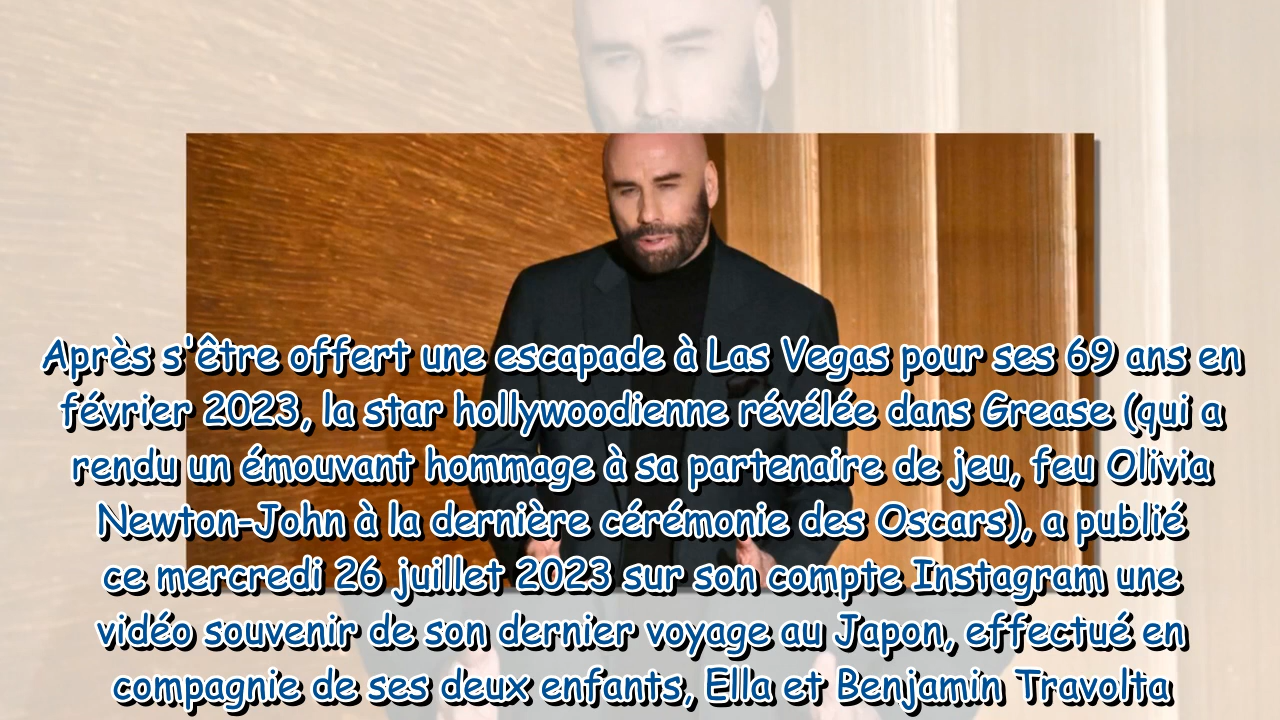 Après s'être offert une escapade à Las Vegas pour ses 69 ans en
février 2023, la star hollywoodienne révélée dans Grease (qui a
rendu un émouvant hommage à sa partenaire de jeu, feu Olivia
Newton-John à la dernière cérémonie des Oscars), a publié
ce mercredi 26 juillet 2023 sur son compte Instagram une
vidéo souvenir de son dernier voyage au Japon, effectué en
compagnie de ses deux enfants, Ella et Benjamin Travolta